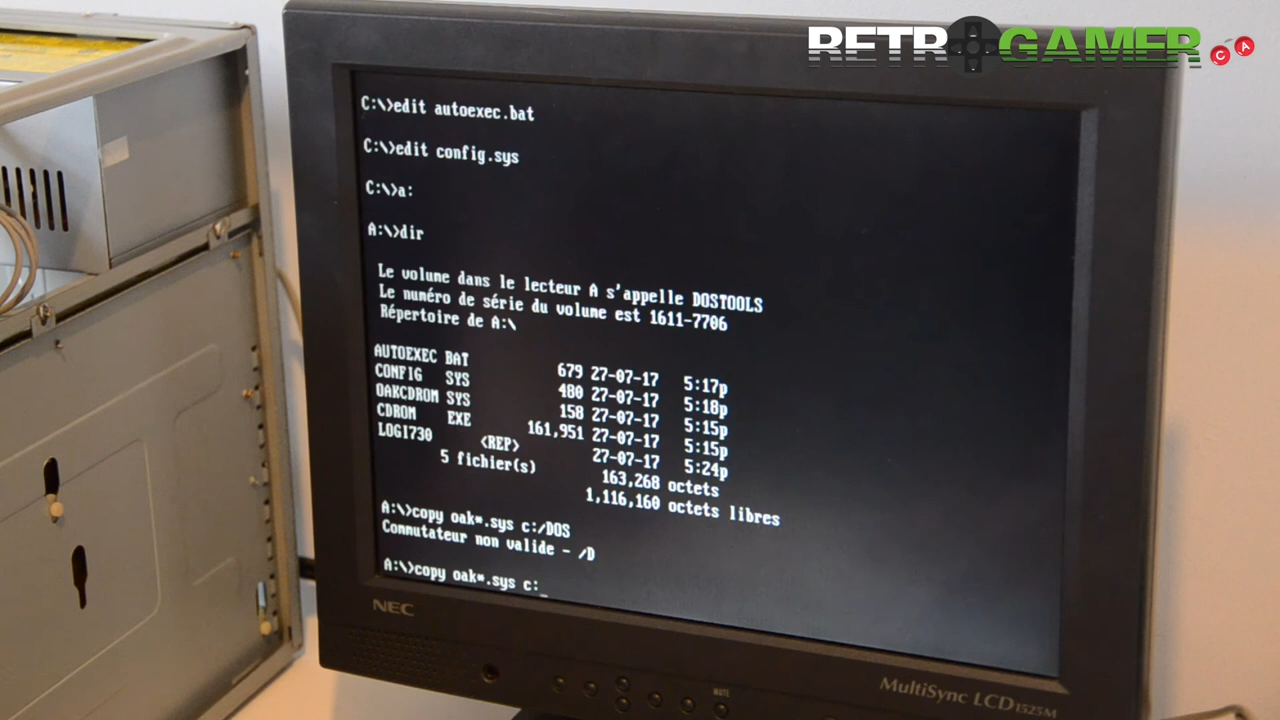 RETROGAMER.CA
C:\>edit autoexec.bat
C:\>edit config.sys
C:\>a:
A:\>dir
Le volume dans le lecteur A s'appelle DOSTOOLS
Le numéro de série du volume est 1611-7706
Répertoire de A:\
AUTOEXEC BAT 679 27-07-17 5:17p
CONFIG SYS 480 27-07-17 5:18p
OAKCDROM SYS 158 27-07-17 5:15p
CDROM EXE 161,951 27-07-17 5:15p
LOGI730 <REP> 27-07-17 5:24p
5 fichier(s) 163,268 octets
1,116,160 octets libres
A:\>copy oak*.sys c:/DOS
Commutateur non valide - /D
A:\>copy oak*.sys c:_
NEC
MUTE
MultiSync LCD1525M